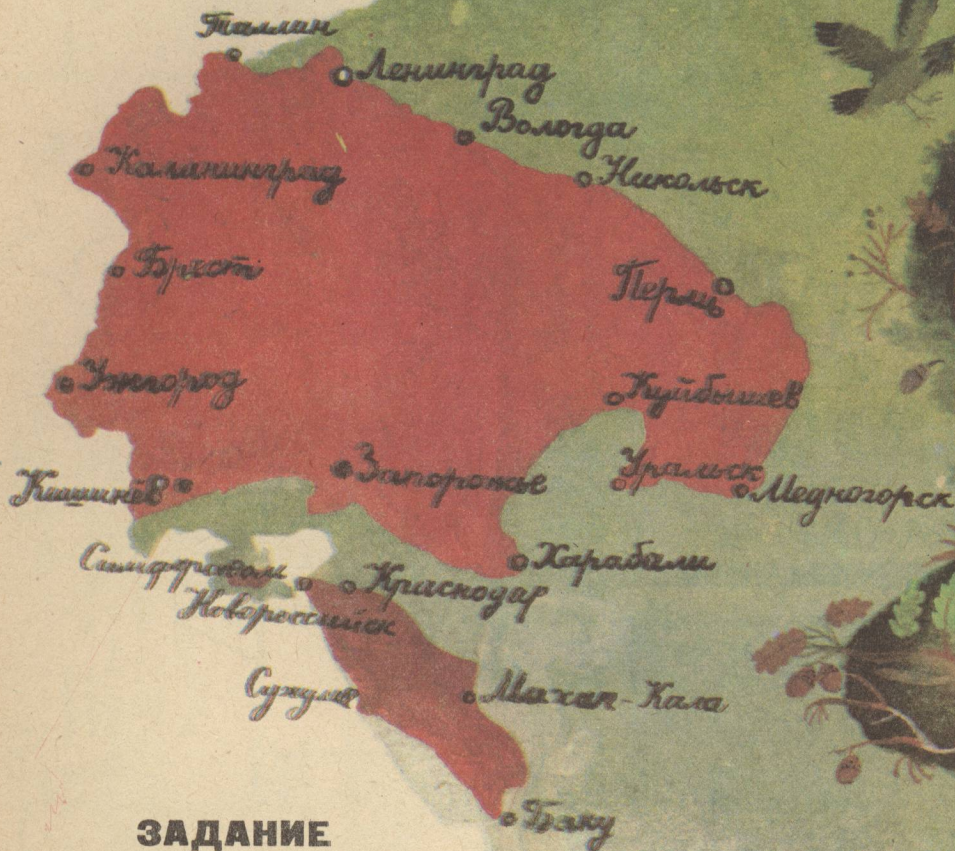 Таллин
Ленинград
Вологда
Никольск
Калининград
Брест
Пермь
Ужгород
Куйбышев
Запорожье
Уральск
Кишинёв
Медногорск
Симферополь
Харабали
Краснодар
Новороссийск
Сухуми
Махач-Кала
Баку
ЗАДАНИЕ